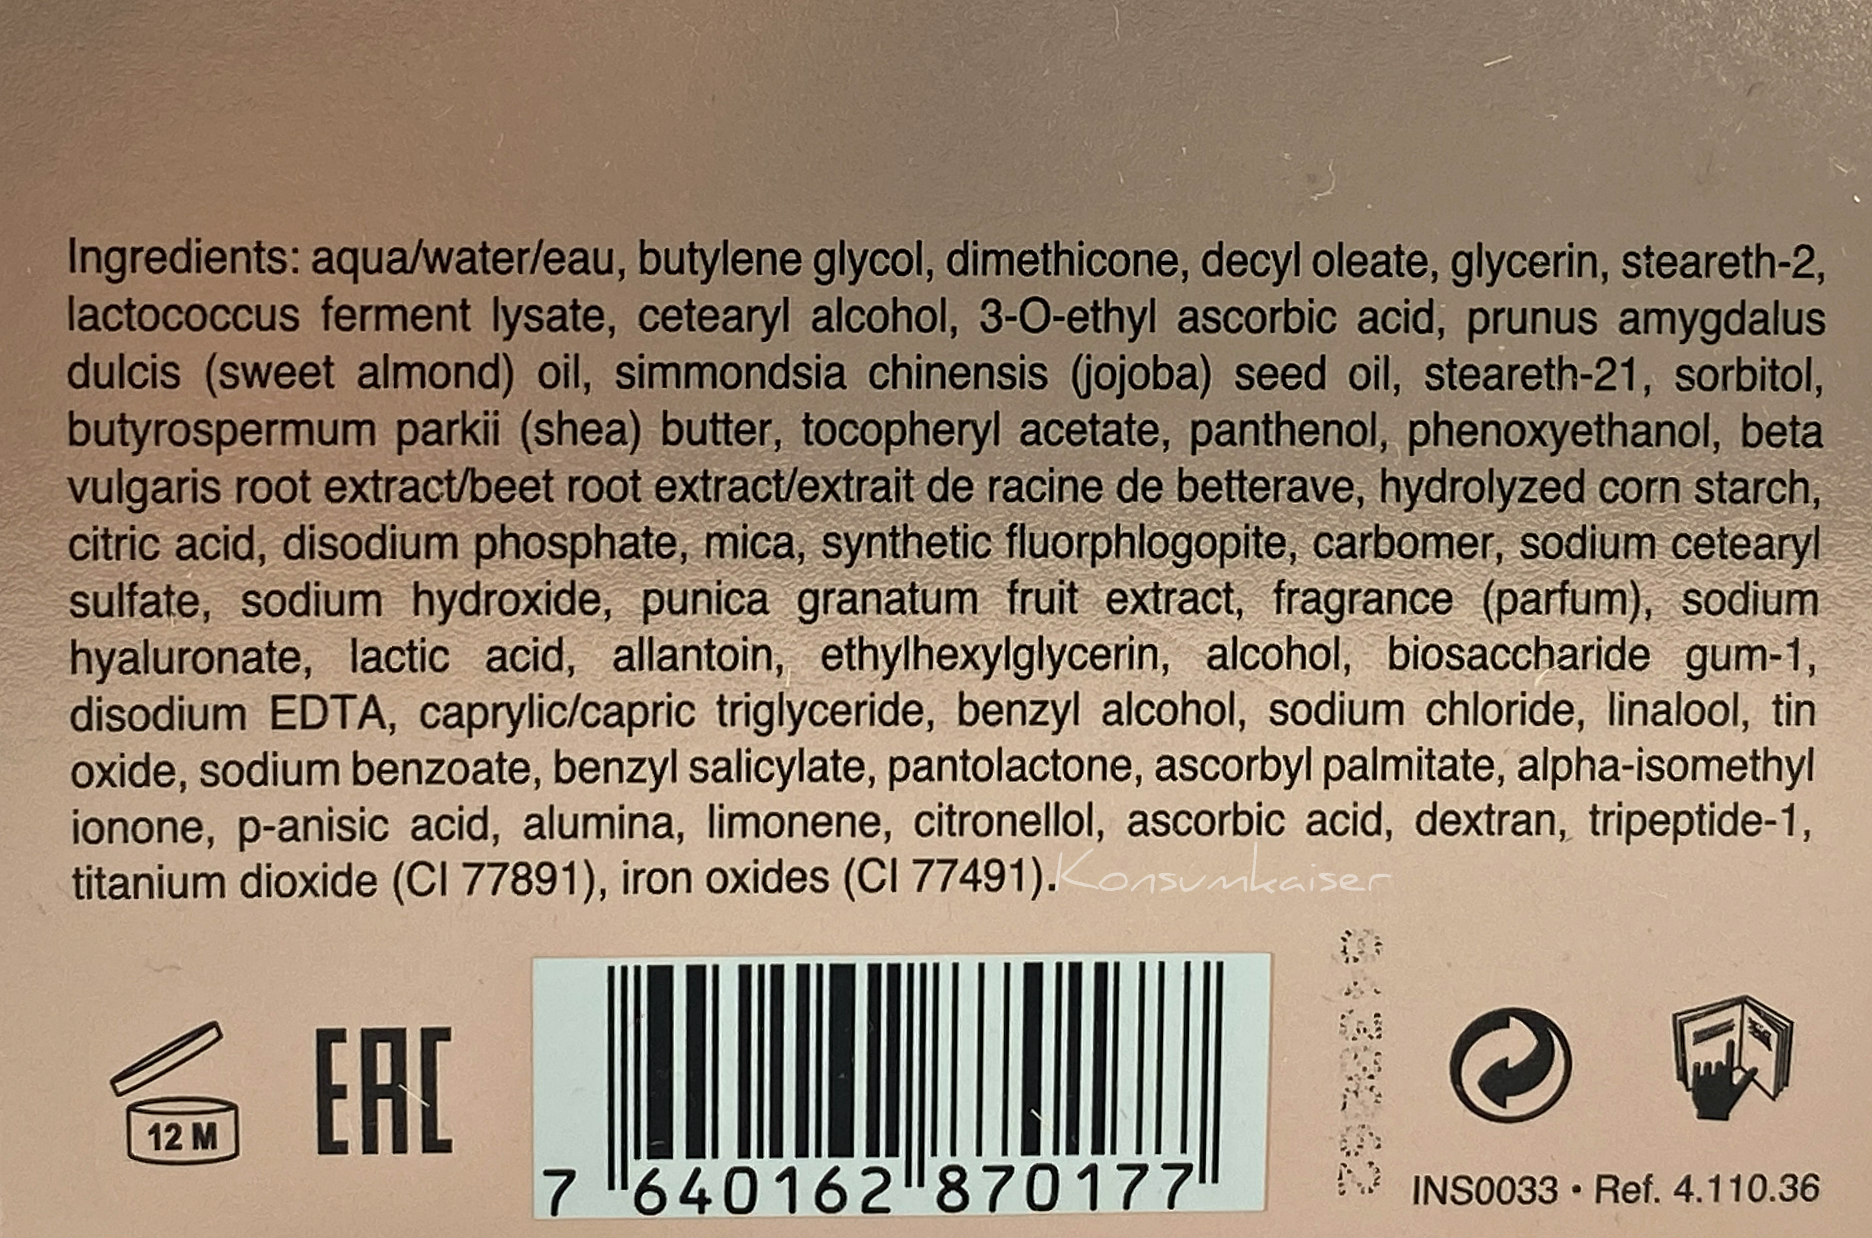 Ingredients: aqua/water/eau, butylene glycol, dimethicone, decyl oleate, glycerin, steareth-2,
lactococcus ferment lysate, cetearyl alcohol, 3-O-ethyl ascorbic acid, prunus amygdalus
dulcis (sweet almond) oil, simmondsia chinensis (jojoba) seed oil, steareth-21, sorbitol,
butyrospermum parkii (shea) butter, tocopheryl acetate, panthenol, phenoxyethanol, beta
vulgaris root extract/beet root extract/extrait de racine de betterave, hydrolyzed corn starch,
citric acid, disodium phosphate, mica, synthetic fluorphlogopite, carbomer, sodium cetearyl
sulfate, sodium hydroxide, punica granatum fruit extract, fragrance (parfum), sodium
hyaluronate, lactic acid, allantoin, ethylhexylglycerin, alcohol, biosaccharide gum-1,
disodium EDTA, caprylic/capric triglyceride, benzyl alcohol, sodium chloride, linalool, tin
oxide, sodium benzoate, benzyl salicylate, pantolactone, ascorbyl palmitate, alpha-isomethyl
ionone, p-anisic acid, alumina, limonene, citronellol, ascorbic acid, dextran, tripeptide-1,
titanium dioxide (CI 77891), iron oxides (CI 77491).
Konsumkaiser
12 M
EAC
7 640162 870177
INS0033 • Ref. 4.110.36